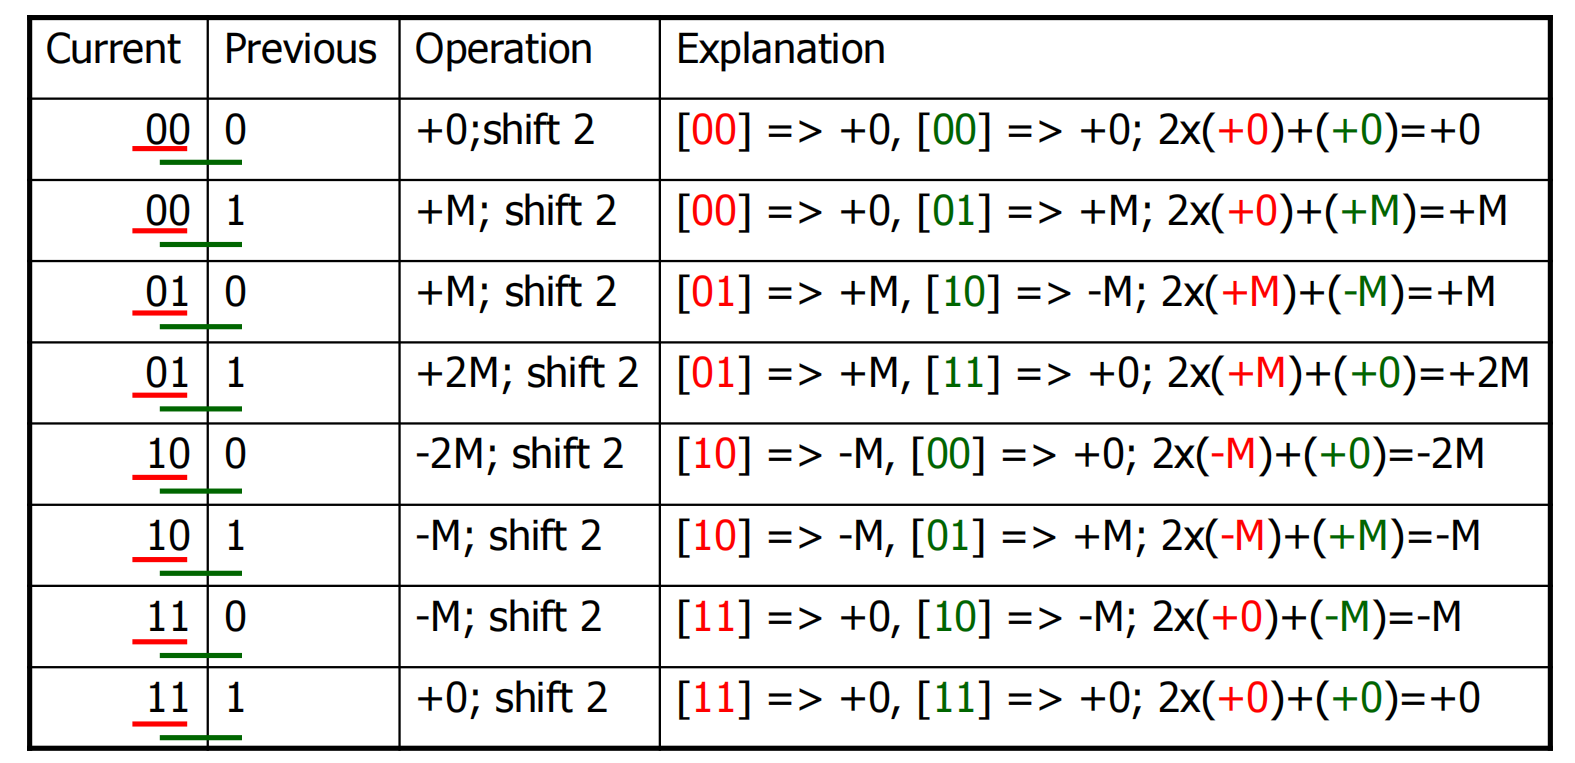 Current Previous Operation Explanation
00 0 +0;shift 2 [00] => +0, [00] => +0; 2x(+0)+(+0)=+0
00 1 +M; shift 2 [00] => +0, [01] => +M; 2x(+0)+(+M)=+M
01 0 +M; shift 2 [01] => +M, [10] => -M; 2x(+M)+(-M)=+M
01 1 +2M; shift 2 [01] => +M, [11] => +0; 2x(+M)+(+0)=+2M
10 0 -2M; shift 2 [10] => -M, [00] => +0; 2x(-M)+(+0)=-2M
10 1 -M; shift 2 [10] => -M, [01] => +M; 2x(-M)+(+M)=-M
11 0 -M; shift 2 [11] => +0, [10] => -M; 2x(+0)+(-M)=-M
11 1 +0; shift 2 [11] => +0, [11] => +0; 2x(+0)+(+0)=+0